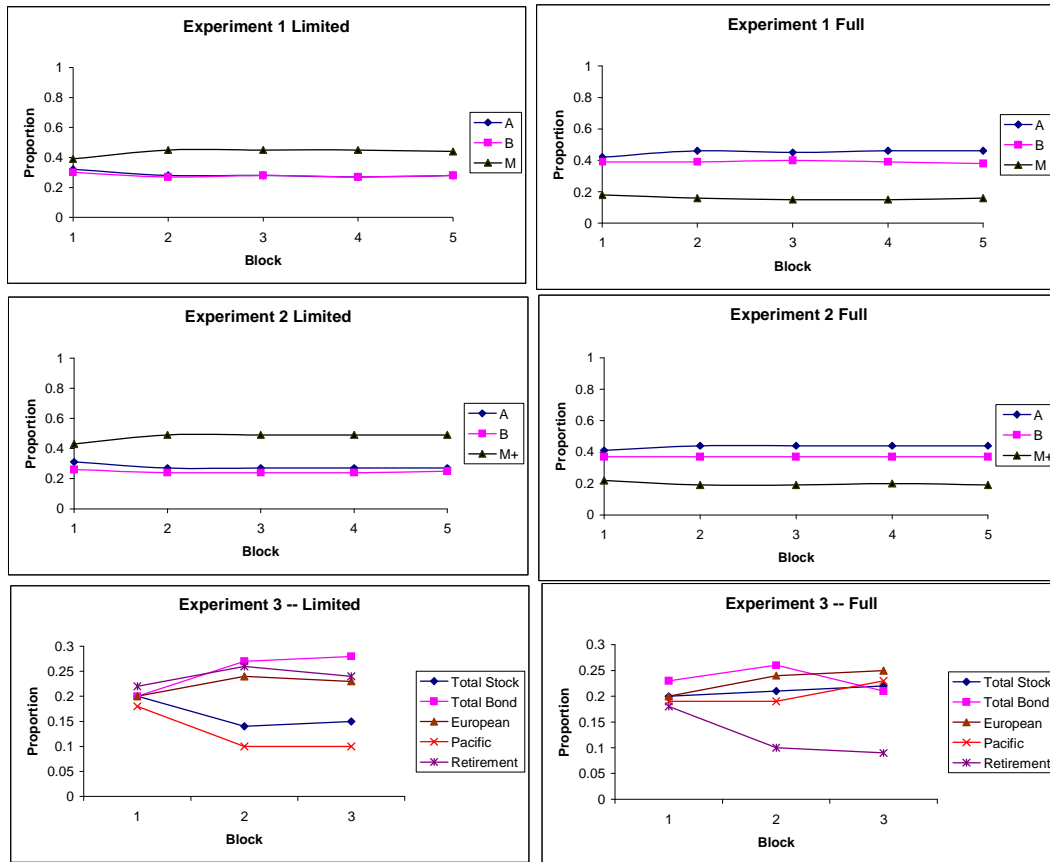 Experiment 1 Limited
1
0.8
0.6
0.4
0.2
0
Proportion
1 2 3 4 5
Block
A
B
M
Experiment 1 Full
1
0.8
0.6
0.4
0.2
0
Proportion
1 2 3 4 5
Block
A
B
M
Experiment 2 Limited
1
0.8
0.6
0.4
0.2
0
Proportion
1 2 3 4 5
Block
A
B
M+
Experiment 2 Full
1
0.8
0.6
0.4
0.2
0
Proportion
1 2 3 4 5
Block
A
B
M+
Experiment 3 -- Limited
0.3
0.25
0.2
0.15
0.1
0.05
0
Proportion
1 2 3
Block
Total Stock
Total Bond
European
Pacific
Retirement
Experiment 3 -- Full
0.3
0.25
0.2
0.15
0.1
0.05
0
Proportion
1 2 3
Block
Total Stock
Total Bond
European
Pacific
Retirement